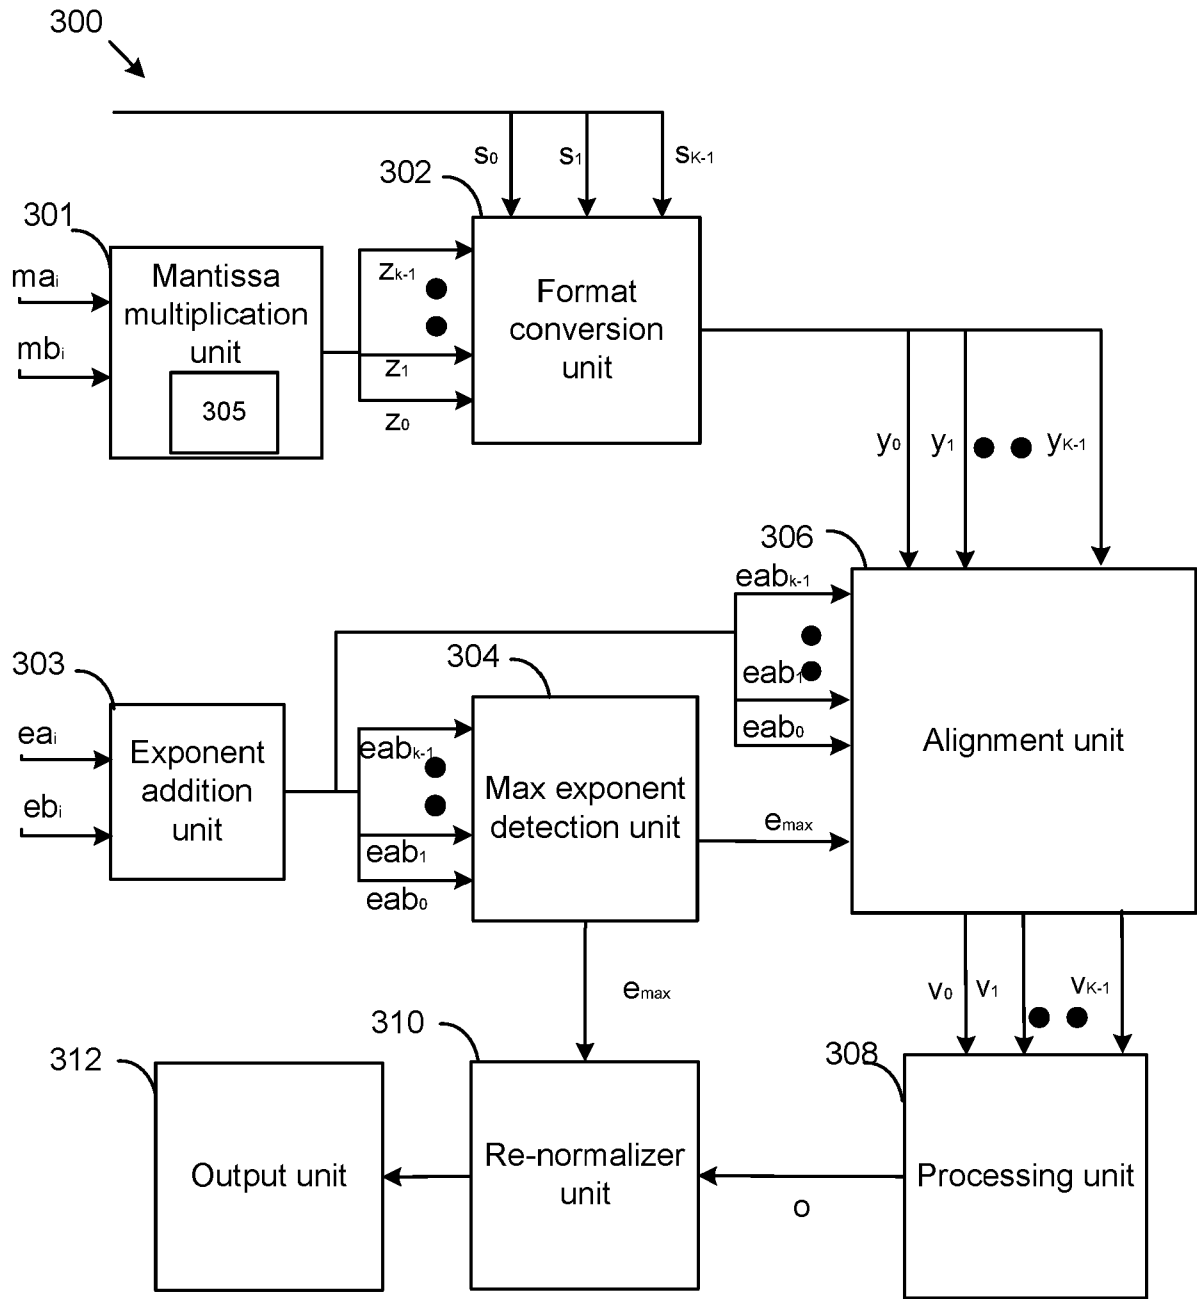 300
s0 s1 sK-1
302
301
mai
mbi
Mantissa
multiplication
unit
305
zk-1
z1
z0
Format
conversion
unit
y0 y1 yK-1
306
eabk-1
eab1
eab0
Alignment unit
303
eai
ebi
Exponent
addition
unit
304
eabk-1
eab1
eab0
Max exponent
detection unit
emax
emax
v0 v1 vK-1
312
Output unit
310
Re-normalizer
unit
o
308
Processing unit